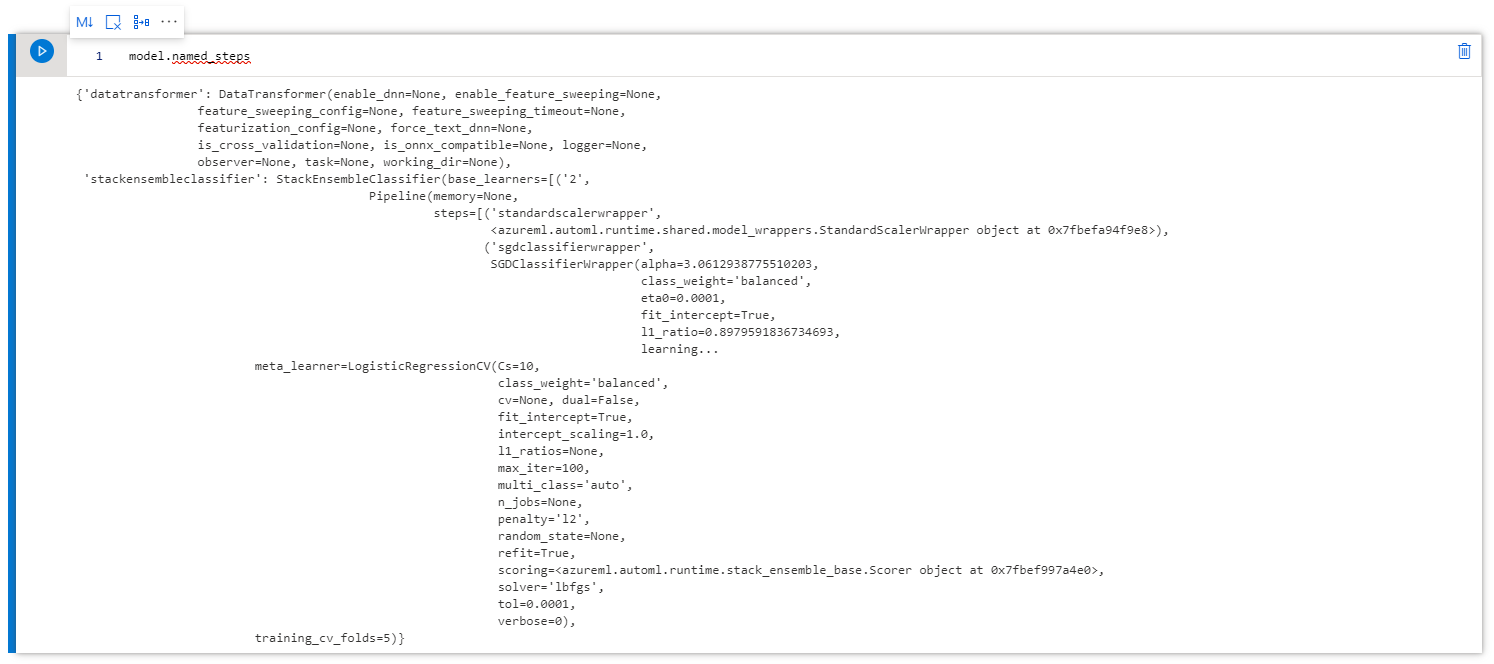 M↓
1 model.named_steps
{'datatransformer': DataTransformer(enable_dnn=None, enable_feature_sweeping=None,
feature_sweeping_config=None, feature_sweeping_timeout=None,
featurization_config=None, force_text_dnn=None,
is_cross_validation=None, is_onnx_compatible=None, logger=None,
observer=None, task=None, working_dir=None),
'stackensembleclassifier': StackEnsembleClassifier(base_learners=[('2',
Pipeline(memory=None,
steps=[('standardscalerwrapper',
<azureml.automl.runtime.shared.model_wrappers.StandardScalerWrapper object at 0x7fbefa94f9e8>),
('sgdclassifierwrapper',
SGDClassifierWrapper(alpha=3.0612938775510203,
class_weight='balanced',
eta0=0.0001,
fit_intercept=True,
l1_ratio=0.8979591836734693,
learning...
meta_learner=LogisticRegressionCV(Cs=10,
class_weight='balanced',
cv=None, dual=False,
fit_intercept=True,
intercept_scaling=1.0,
l1_ratios=None,
max_iter=100,
multi_class='auto',
n_jobs=None,
penalty='l2',
random_state=None,
refit=True,
scoring=<azureml.automl.runtime.stack_ensemble_base.Scorer object at 0x7fbef997a4e0>,
solver='lbfgs',
tol=0.0001,
verbose=0),
training_cv_folds=5)}